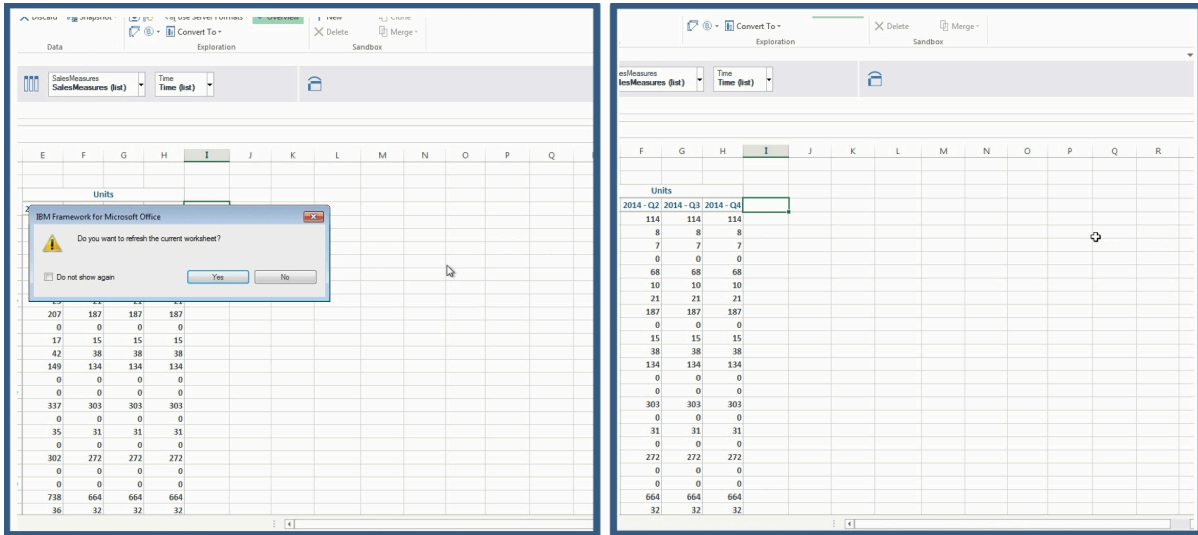 Discard Snapshot Use Server Formats Overview New Clone
Convert To Delete Merge
Data Exploration Sandbox
SalesMeasures Time
SalesMeasures (list) Time (list)
E F G H I J K L M N O P Q
Units
IBM Framework for Microsoft Office
Do you want to refresh the current worksheet?
Do not show again Yes No
207 187 187 187
0 0 0 0
17 15 15 15
42 38 38 38
149 134 134 134
0 0 0 0
0 0 0 0
337 303 303 303
0 0 0 0
35 31 31 31
0 0 0 0
302 272 272 272
0 0 0 0
0 0 0 0
738 664 664 664
36 32 32 32
Convert To Delete Merge
Exploration Sandbox
esMeasures Time
lesMeasures (list) Time (list)
F G H I J K L M N O P Q R
Units
2014 - Q2 2014 - Q3 2014 - Q4
114 114 114
8 8 8
7 7 7
0 0 0
68 68 68
10 10 10
21 21 21
187 187 187
0 0 0
15 15 15
38 38 38
134 134 134
0 0 0
0 0 0
303 303 303
0 0 0
31 31 31
0 0 0
272 272 272
0 0 0
0 0 0
664 664 664
32 32 32